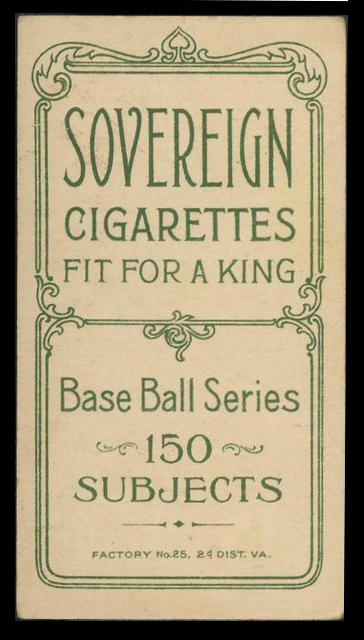 SOVEREIGN
CIGARETTES
FIT FOR A KING
Base Ball Series
150
SUBJECTS
FACTORY No.25, 2d DIST. VA.